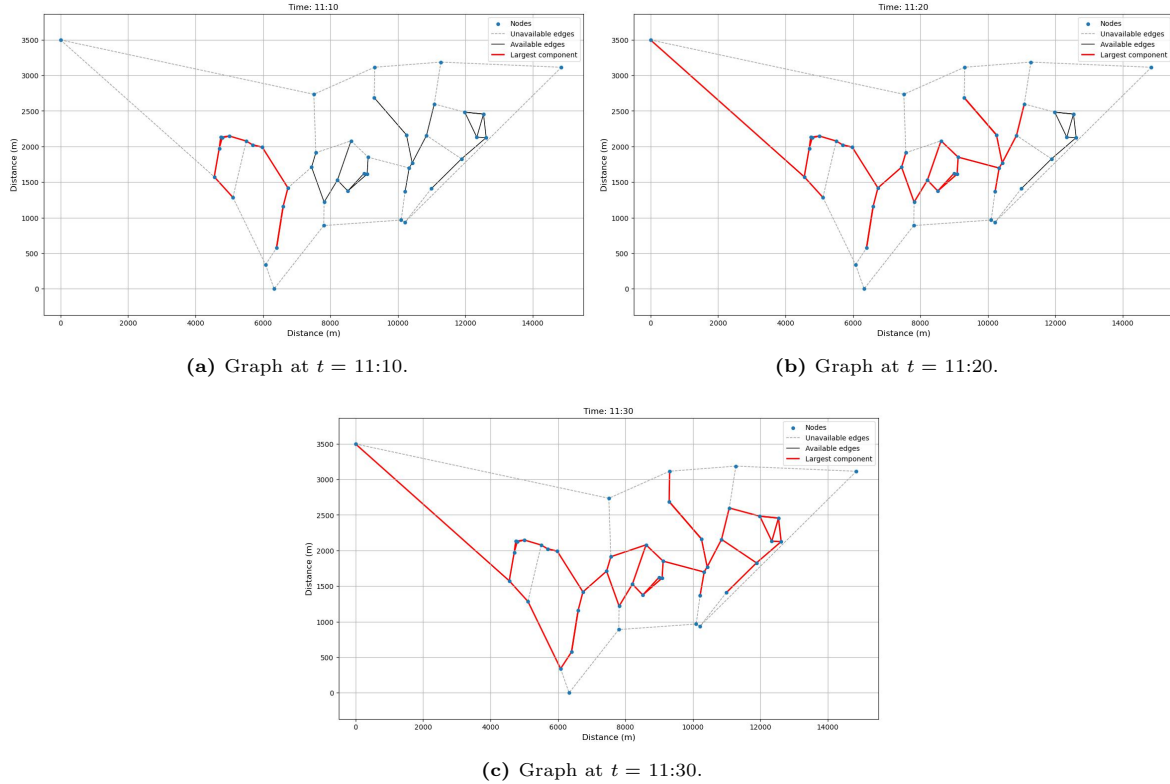 Time: 11:10
Nodes
Unavailable edges
Available edges
Largest component
3500
3000
2500
2000
1500
1000
500
0
Distance (m)
0 2000 4000 6000 8000 10000 12000 14000
Distance (m)
(a) Graph at t = 11:10.
Time: 11:20
Nodes
Unavailable edges
Available edges
Largest component
3500
3000
2500
2000
1500
1000
500
0
Distance (m)
0 2000 4000 6000 8000 10000 12000 14000
Distance (m)
(b) Graph at t = 11:20.
Time: 11:30
Nodes
Unavailable edges
Available edges
Largest component
3500
3000
2500
2000
1500
1000
500
0
Distance (m)
0 2000 4000 6000 8000 10000 12000 14000
Distance (m)
(c) Graph at t = 11:30.